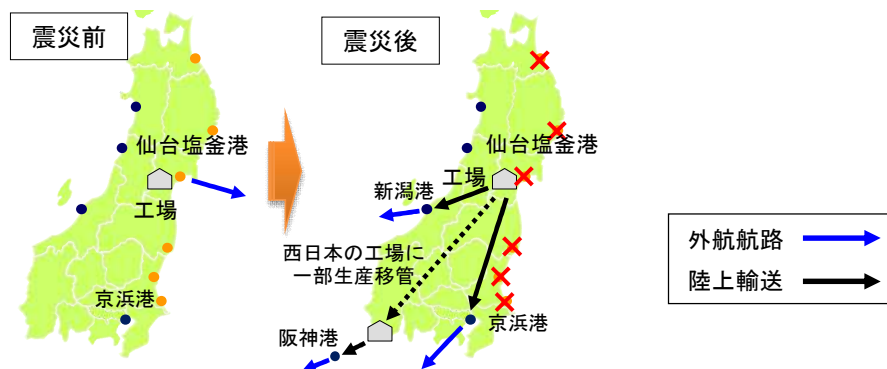 震災前
仙台塩釜港
工場
京浜港
震災後
仙台塩釜港
工場
新潟港
西日本の工場に
一部生産移管
京浜港
阪神港
外航航路
陸上輸送